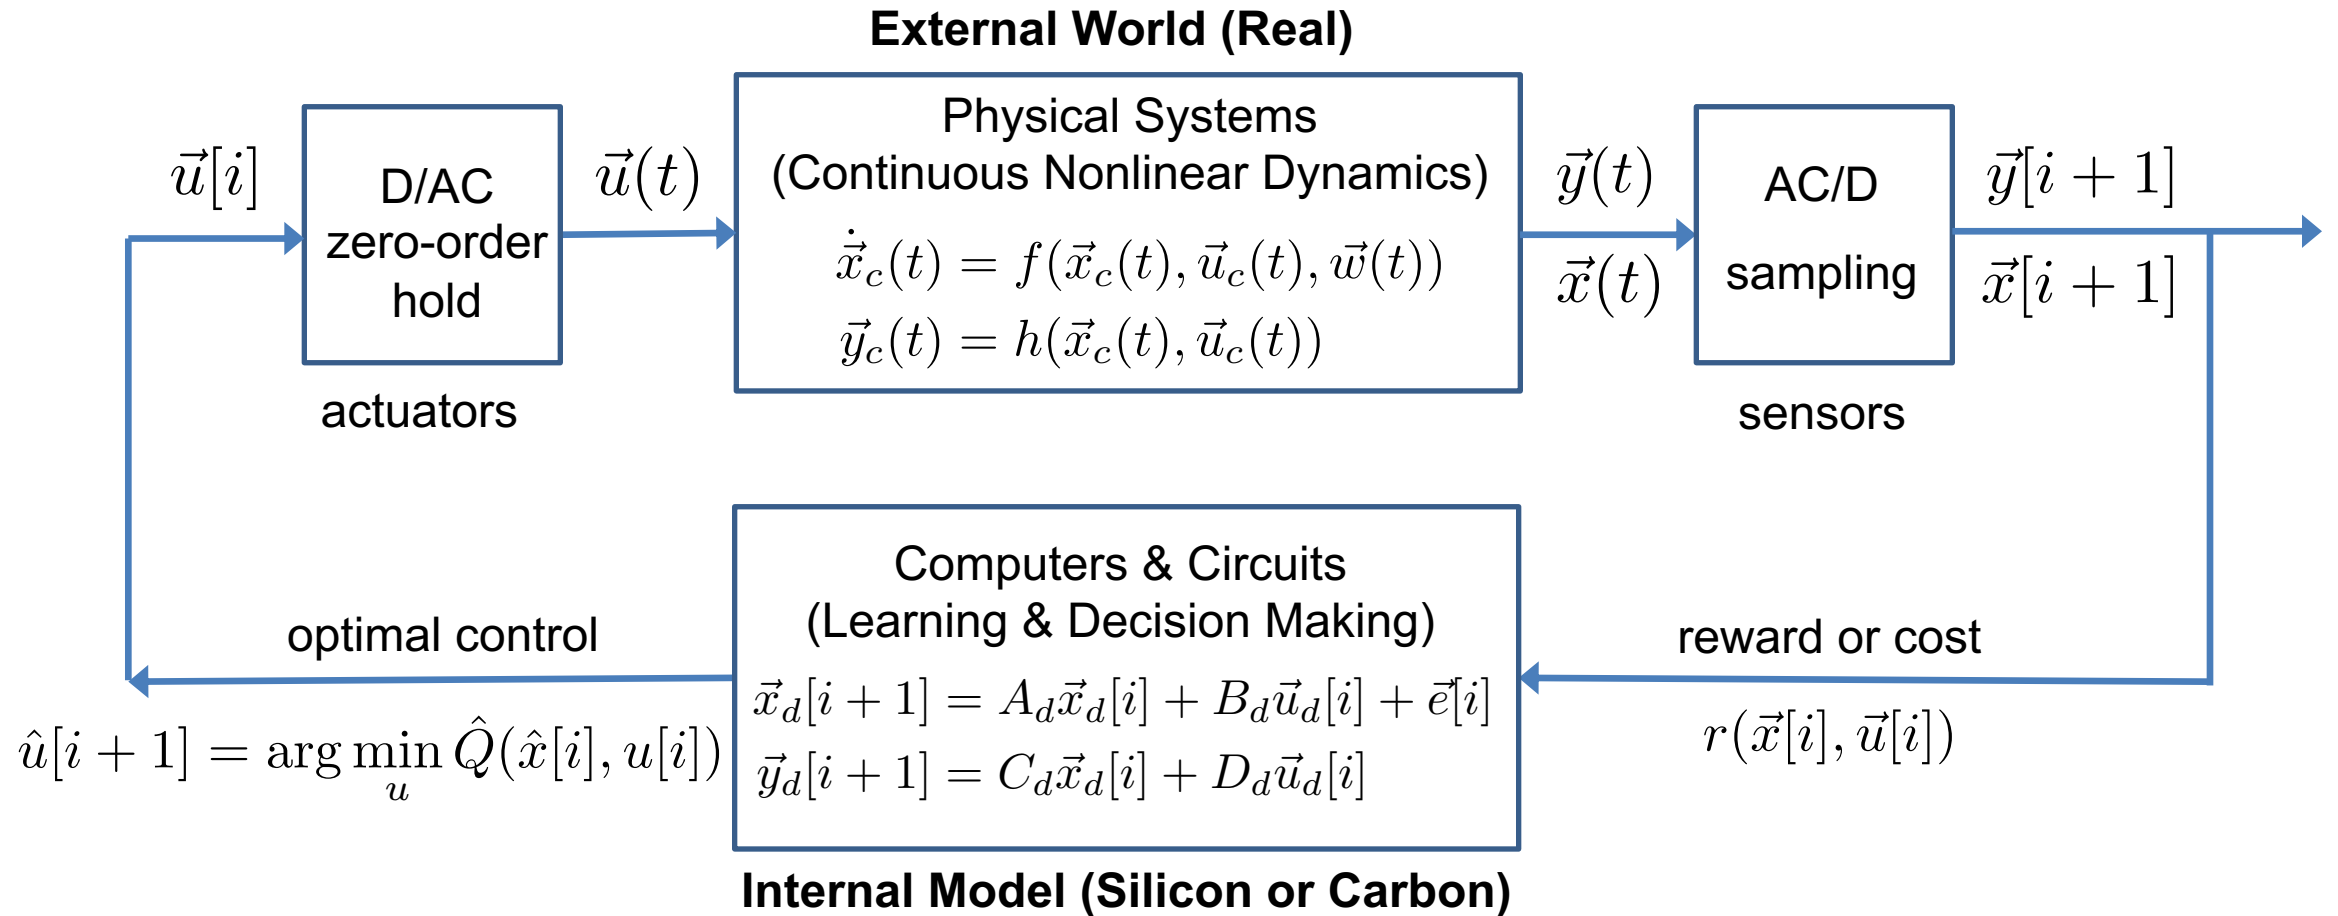 External World (Real)
Physical Systems
(Continuous Nonlinear Dynamics)
$\dot{\vec{x}}_c(t) = f(\vec{x}_c(t), \vec{u}_c(t), \vec{w}(t))$
$\vec{y}_c(t) = h(\vec{x}_c(t), \vec{u}_c(t))$
$\vec{u}[i]$
D/AC
zero-order
hold
actuators
$\vec{u}(t)$
$\vec{y}(t)$
$\vec{x}(t)$
AC/D
sampling
sensors
$\vec{y}[i+1]$
$\vec{x}[i+1]$
Computers & Circuits
(Learning & Decision Making)
$\vec{x}_d[i+1] = A_d\vec{x}_d[i] + B_d\vec{u}_d[i] + \vec{e}[i]$
$\vec{y}_d[i+1] = C_d\vec{x}_d[i] + D_d\vec{u}_d[i]$
optimal control
$\hat{u}[i+1] = \arg\min_u \hat{Q}(\hat{x}[i], u[i])$
reward or cost
$r(\vec{x}[i], \vec{u}[i])$
Internal Model (Silicon or Carbon)